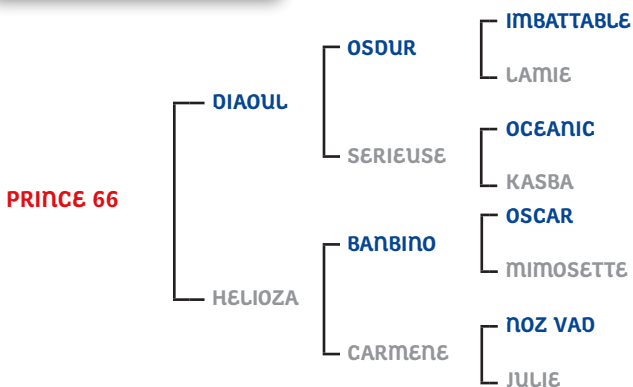 IMBATTABLE
OSDUR
LAMIE
DIAOUL
OCEANIC
SERIEUSE
KASBA
PRINCE 66
OSCAR
BANBINO
MIMOSETTE
HELIOZA
NOZ VAD
CARMENE
JULIE